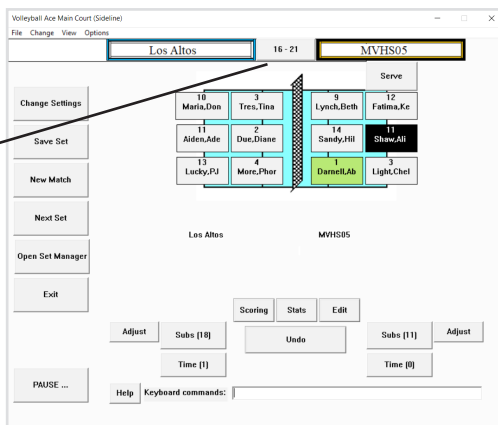 Volleyball Ace Main Court (Sideline)
File Change View Options
Los Altos 16 - 21 MVHS05
Serve
Change Settings
Save Set
New Match
Next Set
Open Set Manager
Exit
PAUSE ...
10 3 9 12
Maria,Don Tres,Tina Lynch,Beth Fatima,Ke
11 2 14 11
Aiden,Ade Due,Diane Sandy,Hil Shaw,Ali
13 4 1 3
Lucky,PJ More,Phor Darnell,Ab Light,Chel
Los Altos MVHS05
Scoring Stats Edit
Adjust Subs (18) Undo Subs (11) Adjust
Time (1) Time (0)
Help Keyboard commands: